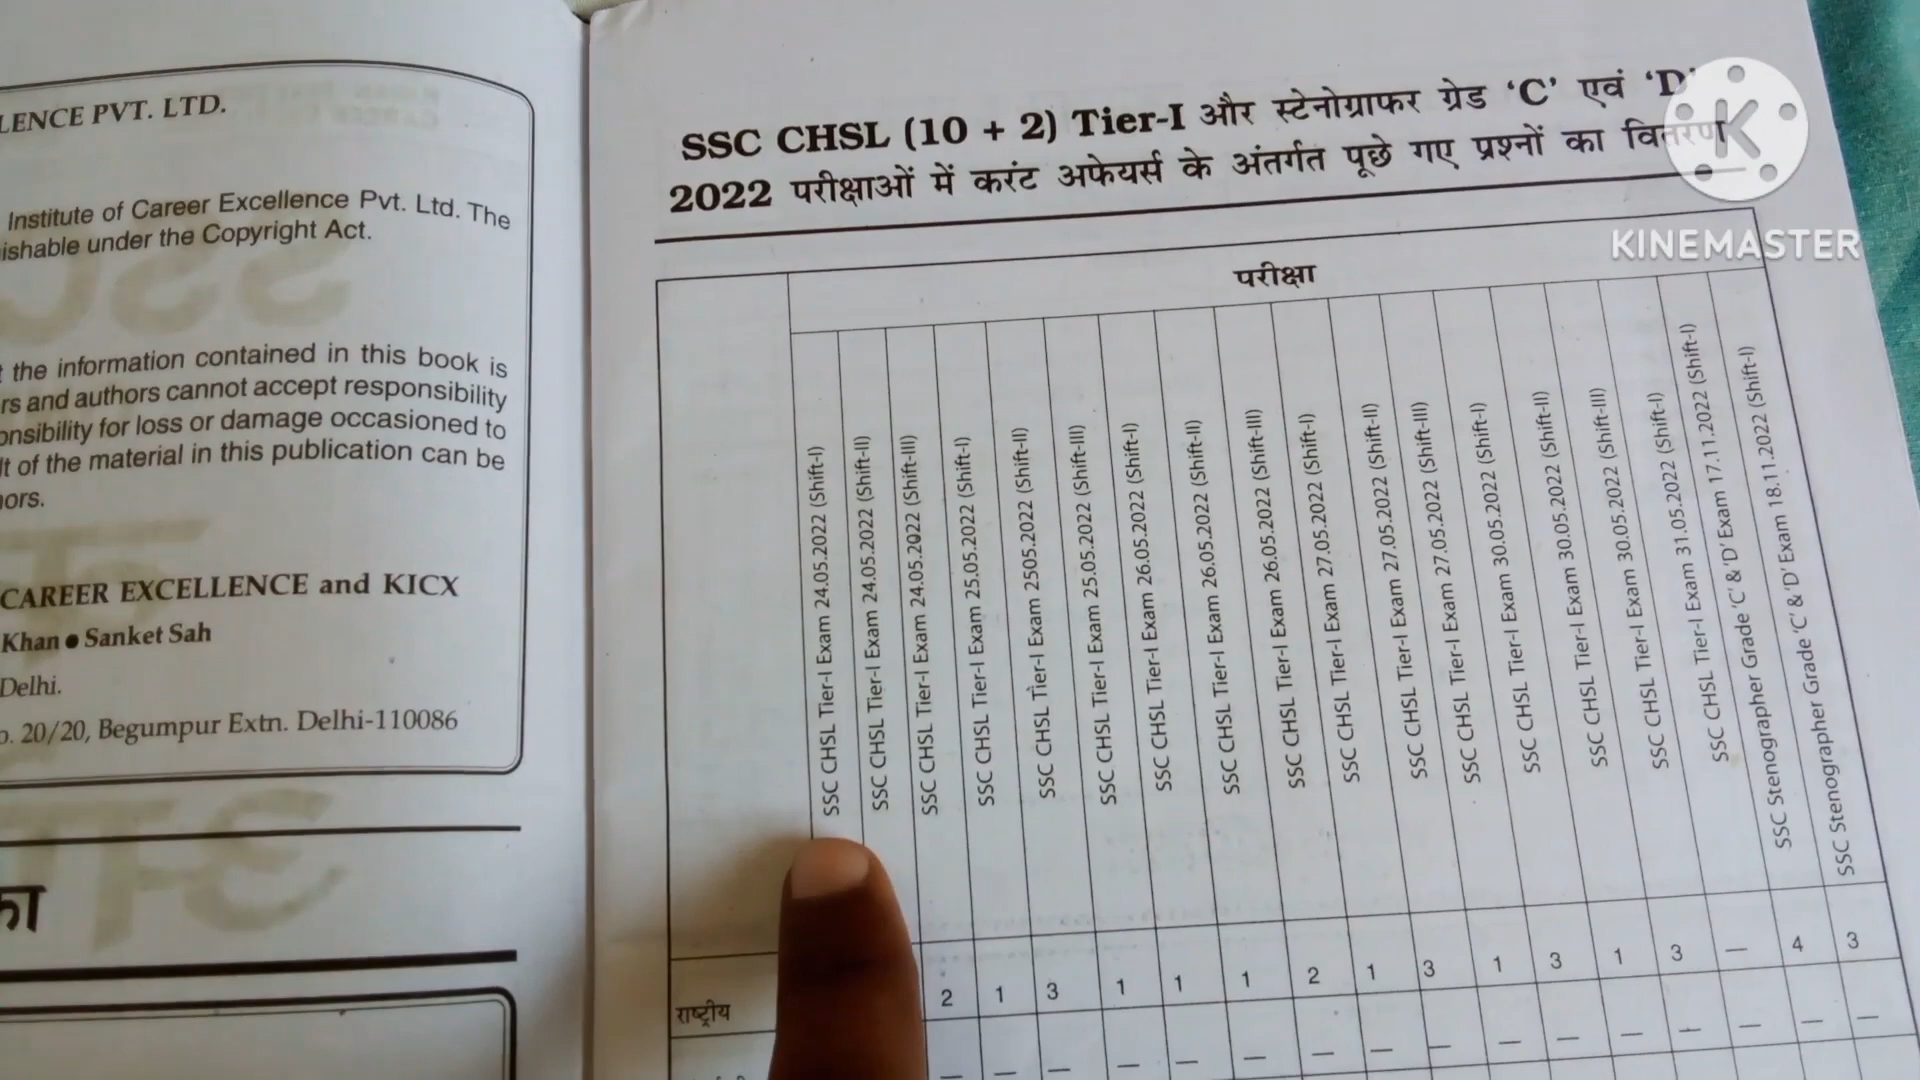 LENCE PVT. LTD.
Institute of Career Excellence Pvt. Ltd. The
ishable under the Copyright Act.
the information contained in this book is
rs and authors cannot accept responsibility
onsibility for loss or damage occasioned to
lt of the material in this publication can be
ors.
CAREER EXCELLENCE and KICX
Khan ● Sanket Sah
Delhi.
o. 20/20, Begumpur Extn. Delhi-110086
का
SSC CHSL (10 + 2) Tier-I और स्टेनोग्राफर ग्रेड ‘C’ एवं ‘D’
2022 परीक्षाओं में करंट अफेयर्स के अंतर्गत पूछे गए प्रश्नों का वितरण
KINEMASTER
परीक्षा
SSC CHSL Tier-I Exam 24.05.2022 (Shift-I)
SSC CHSL Tier-I Exam 24.05.2022 (Shift-II)
SSC CHSL Tier-I Exam 24.05.2022 (Shift-III)
SSC CHSL Tier-I Exam 25.05.2022 (Shift-I)
SSC CHSL Tier-I Exam 2505.2022 (Shift-II)
SSC CHSL Tier-I Exam 25.05.2022 (Shift-III)
SSC CHSL Tier-I Exam 26.05.2022 (Shift-I)
SSC CHSL Tier-I Exam 26.05.2022 (Shift-II)
SSC CHSL Tier-I Exam 26.05.2022 (Shift-III)
SSC CHSL Tier-I Exam 27.05.2022 (Shift-I)
SSC CHSL Tier-I Exam 27.05.2022 (Shift-II)
SSC CHSL Tier-I Exam 27.05.2022 (Shift-III)
SSC CHSL Tier-I Exam 30.05.2022 (Shift-I)
SSC CHSL Tier-I Exam 30.05.2022 (Shift-II)
SSC CHSL Tier-I Exam 30.05.2022 (Shift-III)
SSC CHSL Tier-I Exam 31.05.2022 (Shift-I)
SSC Stenographer Grade ‘C’ & ‘D’ Exam 17.11.2022 (Shift-I)
SSC Stenographer Grade ‘C’ & ‘D’ Exam 18.11.2022 (Shift-I)
राष्ट्रीय 2 1 3 1 1 1 2 1 3 1 3 1 3 — 4 3
— — — — — — — — — — — — — — — —